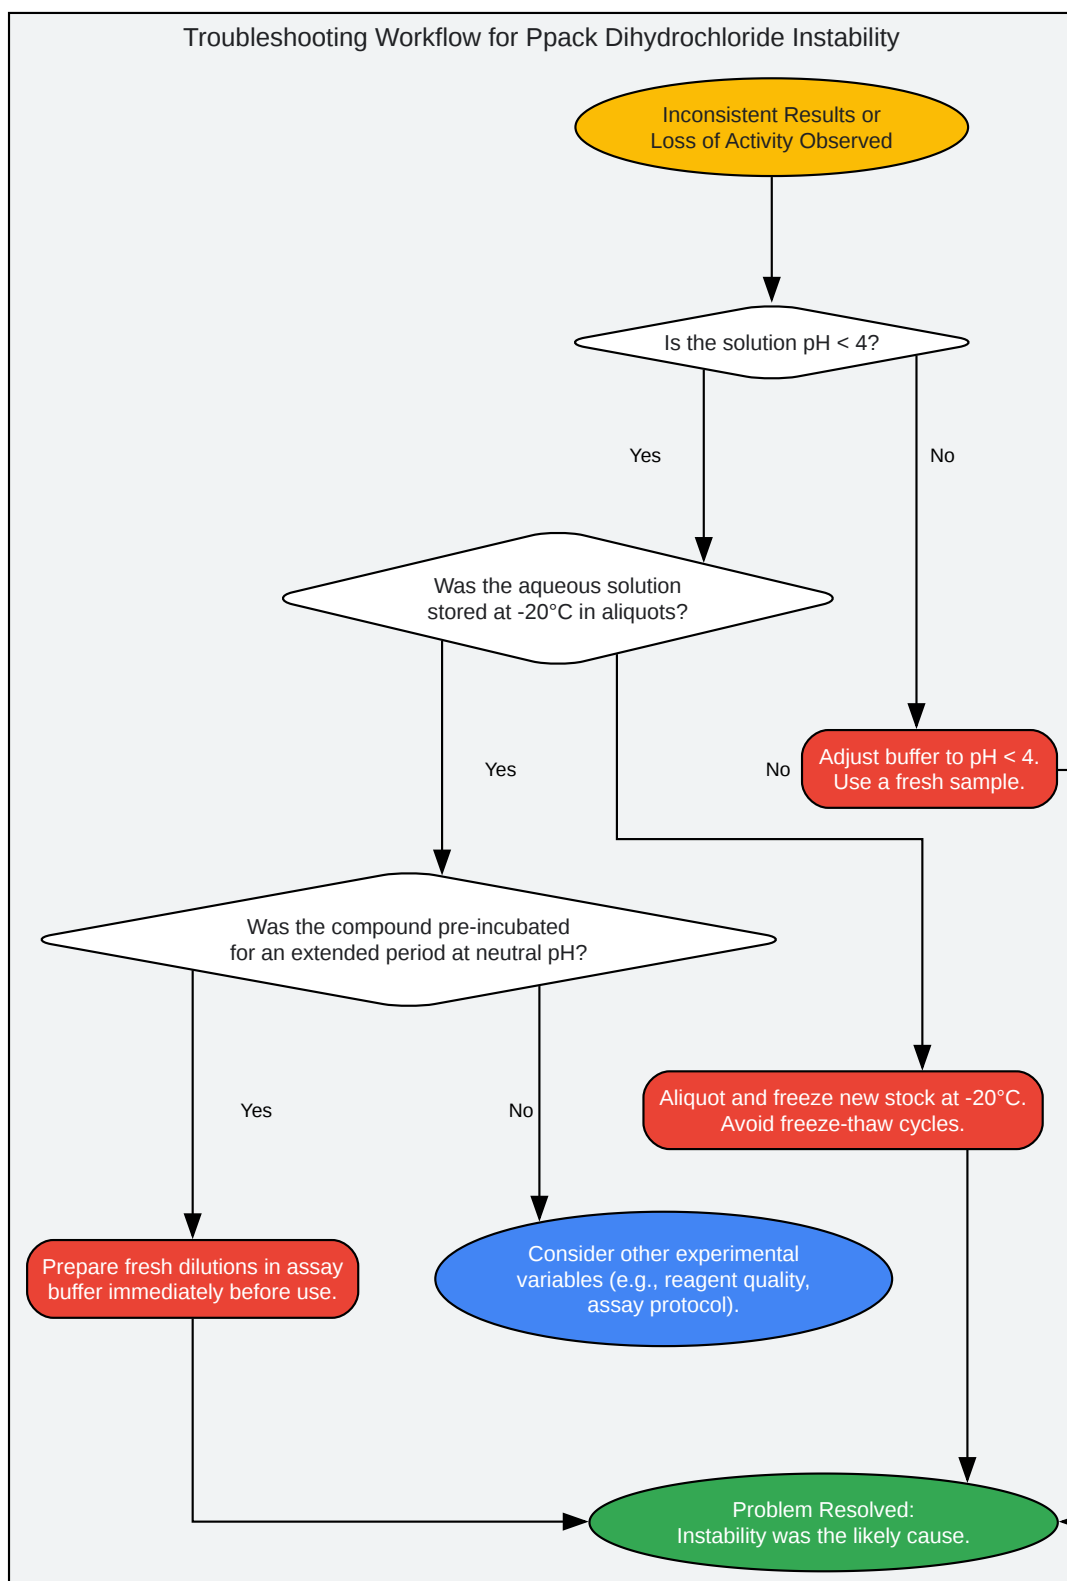 Troubleshooting Workflow for Ppack Dihydrochloride Instability
Inconsistent Results or
Loss of Activity Observed
Is the solution pH < 4?
Yes
No
Was the aqueous solution
stored at -20°C in aliquots?
Yes
No
Adjust buffer to pH < 4.
Use a fresh sample.
Was the compound pre-incubated
for an extended period at neutral pH?
Yes
No
Aliquot and freeze new stock at -20°C.
Avoid freeze-thaw cycles.
Prepare fresh dilutions in assay
buffer immediately before use.
Consider other experimental
variables (e.g., reagent quality,
assay protocol).
Problem Resolved:
Instability was the likely cause.